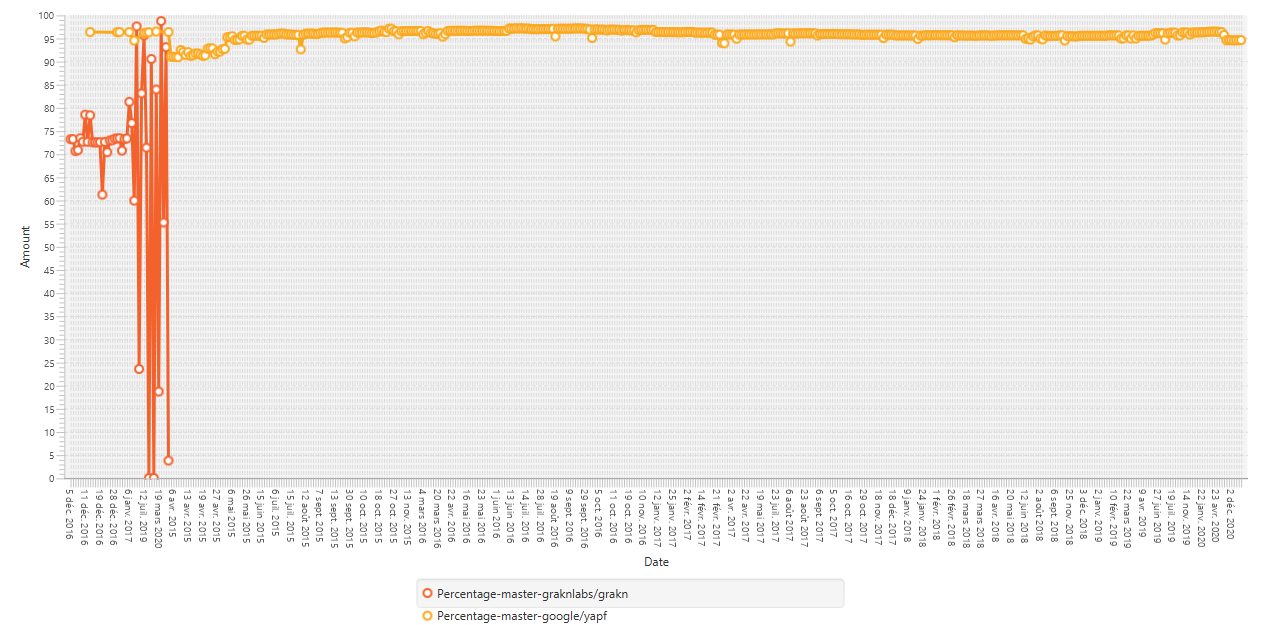 100
95
90
85
80
75
70
65
60
55
50
45
40
35
30
25
20
15
10
5
0
Amount
5 déc. 2016
11 déc. 2016
19 déc. 2016
28 déc. 2016
6 janv. 2017
12 juil. 2019
19 mars 2020
6 avr. 2015
13 avr. 2015
19 avr. 2015
27 avr. 2015
6 mai 2015
26 mai 2015
15 juin 2015
6 juil. 2015
15 juil. 2015
12 août 2015
7 sept. 2015
13 sept. 2015
30 sept. 2015
10 oct. 2015
18 oct. 2015
27 oct. 2015
13 nov. 2015
4 mars 2016
20 mars 2016
22 avr. 2016
16 mai 2016
23 mai 2016
1 juin 2016
13 juin 2016
14 juil. 2016
28 juil. 2016
19 août 2016
9 sept. 2016
29 sept. 2016
5 oct. 2016
11 oct. 2016
19 oct. 2016
10 nov. 2016
12 janv. 2017
25 janv. 2017
2 févr. 2017
14 févr. 2017
21 févr. 2017
2 avr. 2017
22 avr. 2017
19 mai 2017
23 juil. 2017
6 août 2017
23 août 2017
6 sept. 2017
5 oct. 2017
16 oct. 2017
29 oct. 2017
18 nov. 2017
18 déc. 2017
9 janv. 2018
24 janv. 2018
1 févr. 2018
26 févr. 2018
18 mars 2018
27 mars 2018
16 avr. 2018
20 mai 2018
12 juin 2018
2 août 2018
6 sept. 2018
25 nov. 2018
3 déc. 2018
2 janv. 2019
10 févr. 2019
22 mars 2019
9 avr. 2019
27 juin 2019
19 juil. 2019
14 nov. 2019
22 janv. 2020
23 avr. 2020
2 déc. 2020
Date
Percentage-master-graknlabs/grakn
Percentage-master-google/yapf